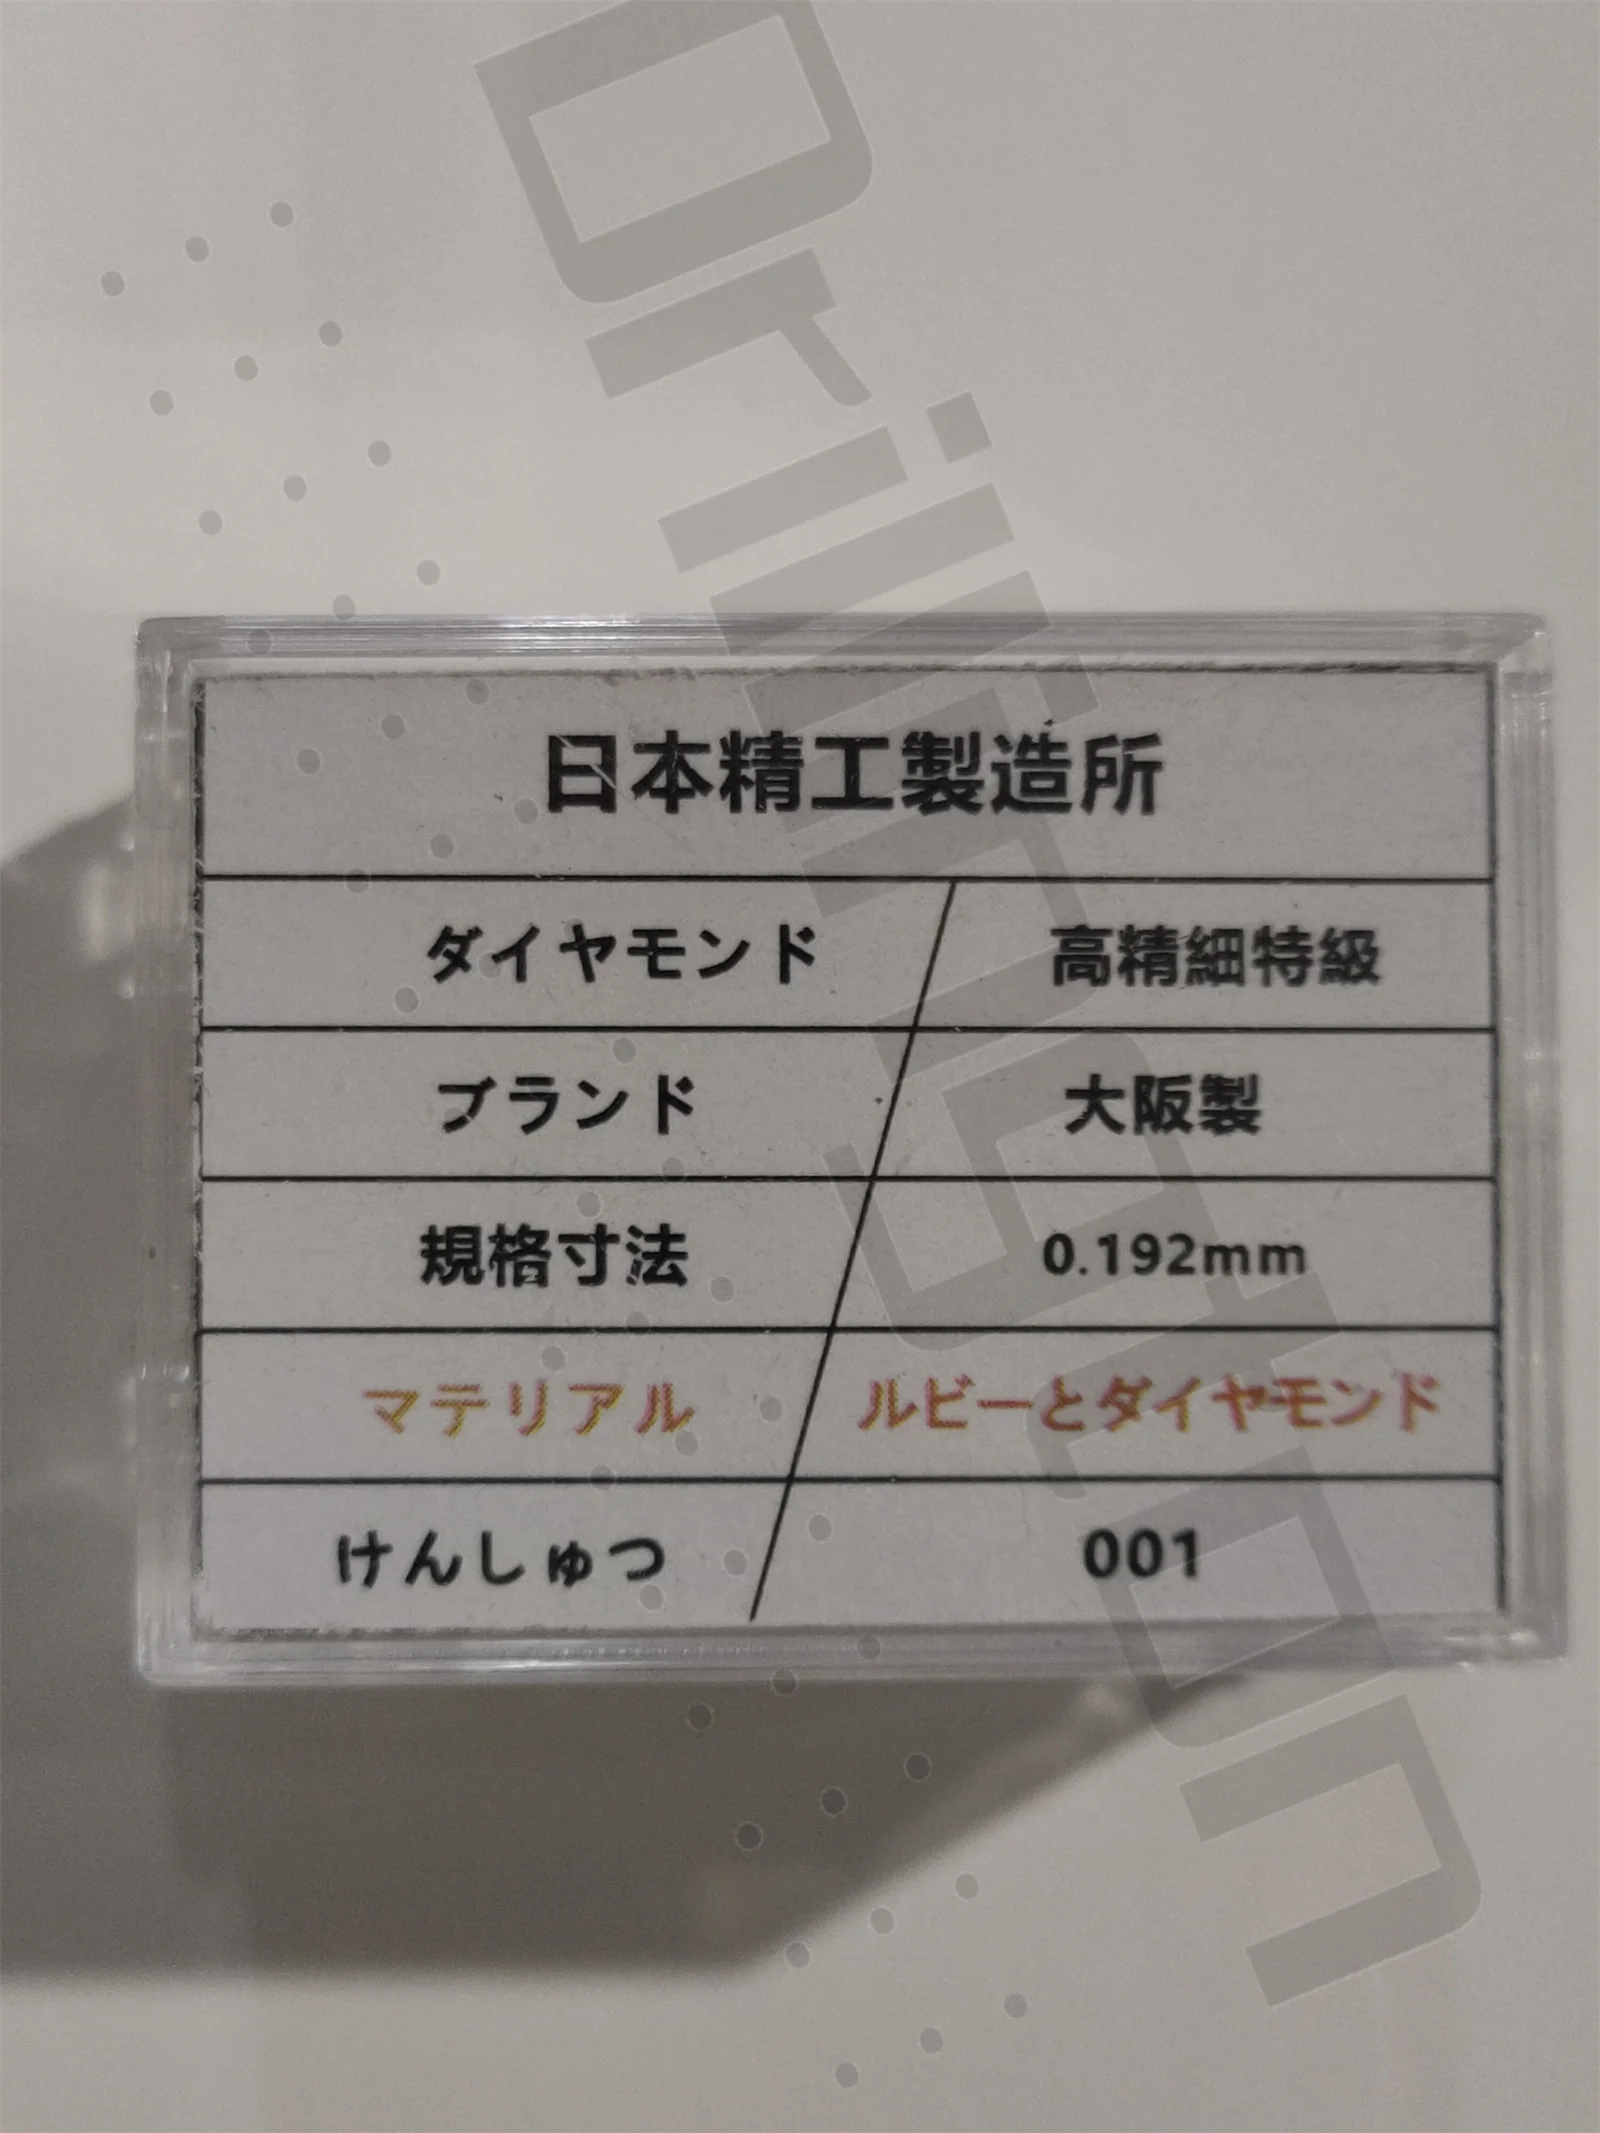 日本精工製造所
ダイヤモンド 高精細特級
ブランド 大阪製
規格寸法 0.192mm
マテリアル ルビーとダイヤモンド
けんしゅつ 001